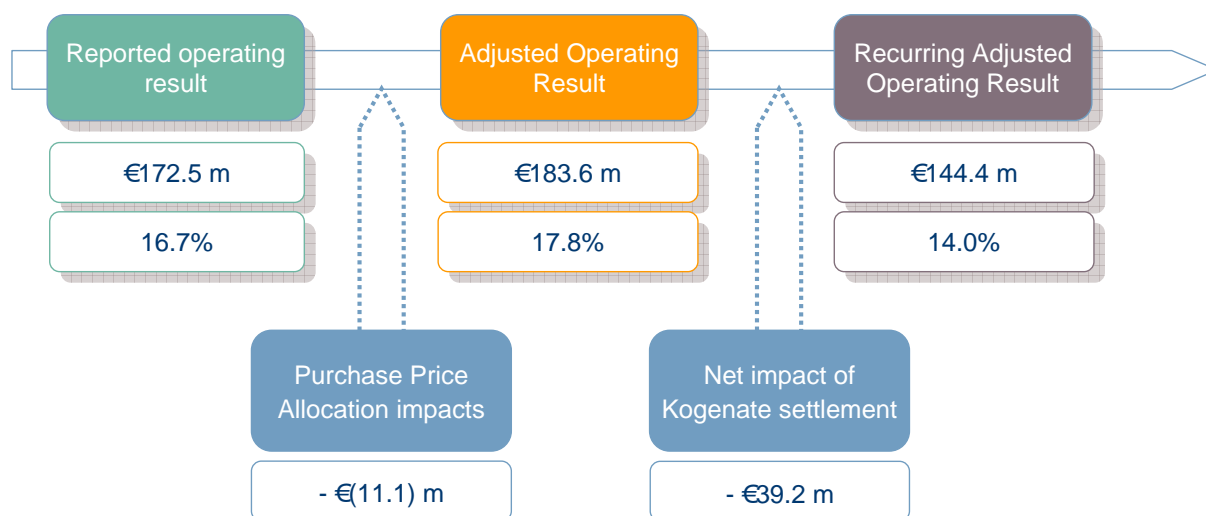 Reported operating
result
Adjusted Operating
Result
Recurring Adjusted
Operating Result
€172.5 m
€183.6 m
€144.4 m
16.7%
17.8%
14.0%
Purchase Price
Allocation impacts
Net impact of
Kogenate settlement
- €(11.1) m
- €39.2 m